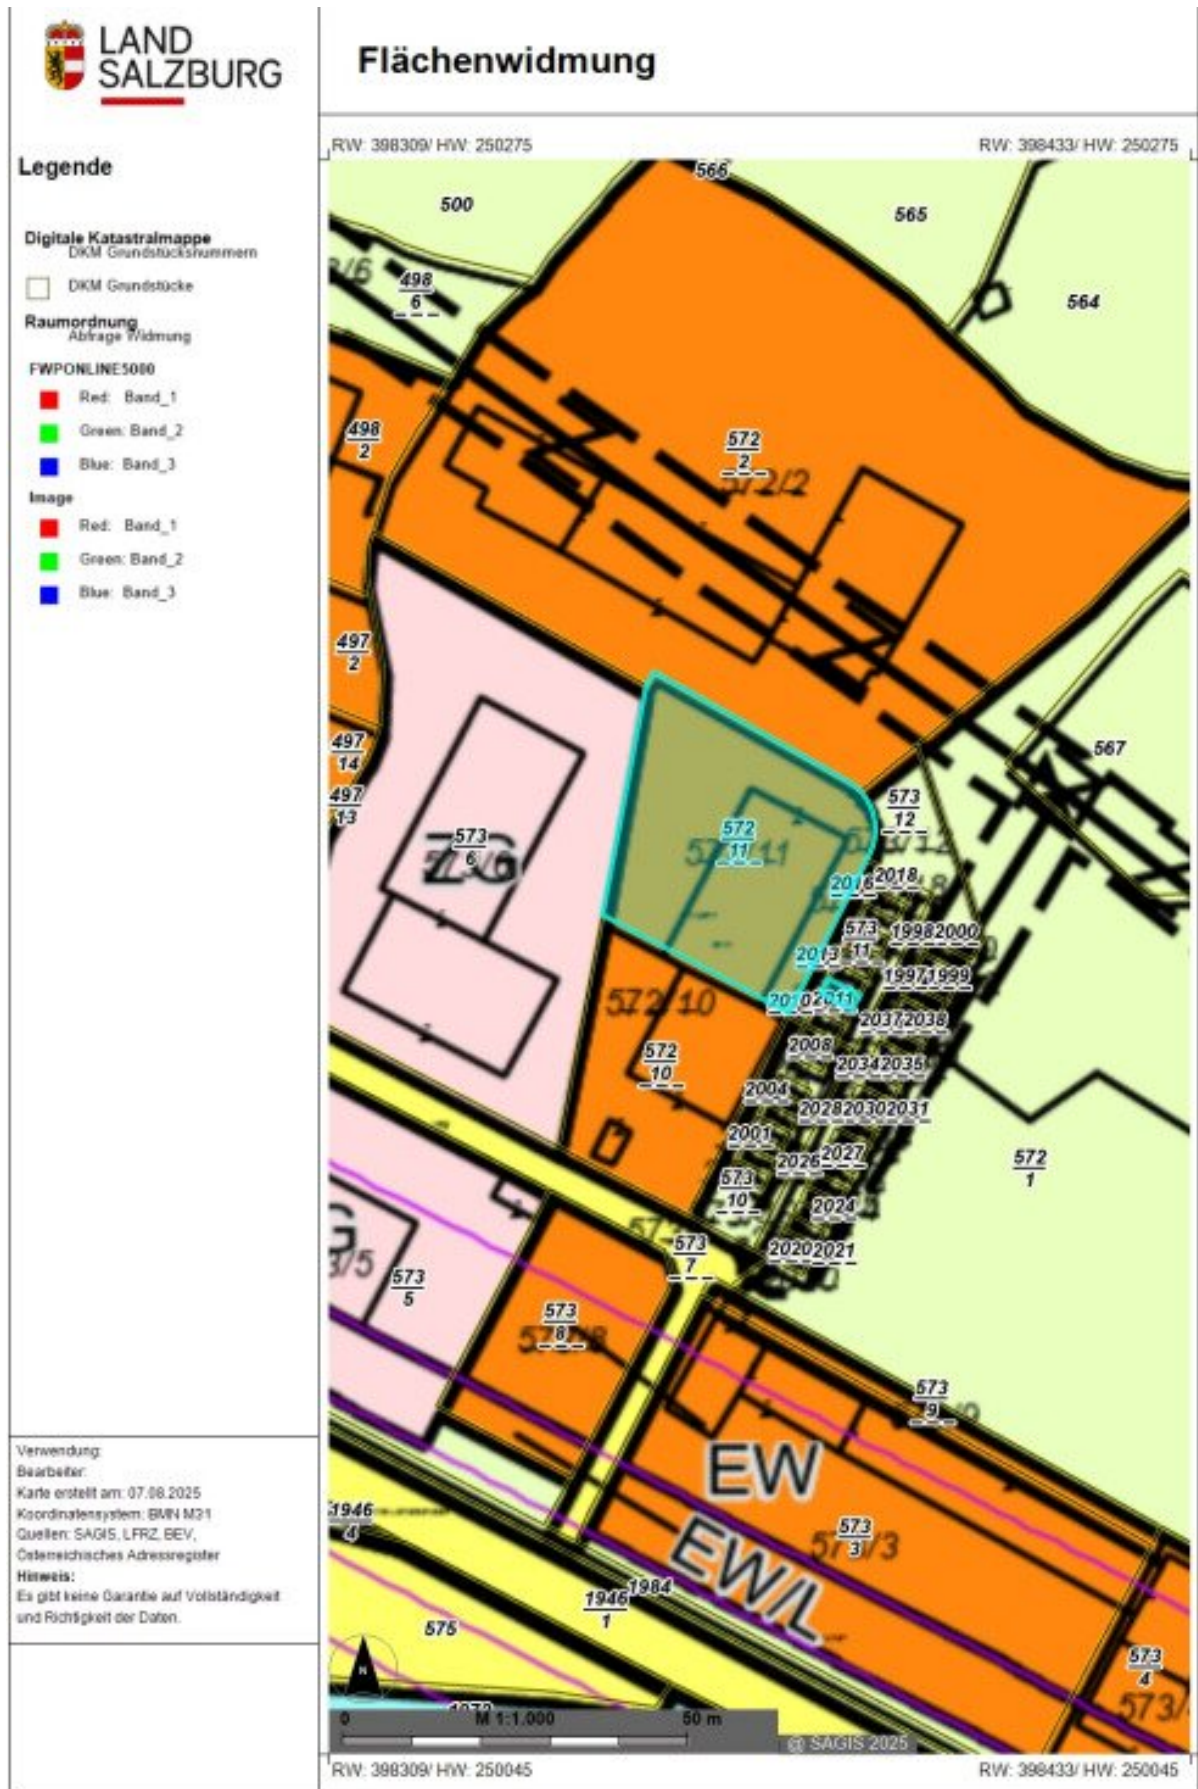 LAND
SALZBURG
Flächenwidmung
RW: 398309/ HW: 250275
RW: 398433/ HW: 250275
Legende
Digitale Katastralmappe
DKM Grundstücksnummern
DKM Grundstücke
Raumordnung
Abfrage Widmung
FWPONLINE5000
Red: Band_1
Green: Band_2
Blue: Band_3
Image
Red: Band_1
Green: Band_2
Blue: Band_3
566
500
565
498
6
564
498
2
572
2
572/2
497
2
497
14
497
13
567
573
12
572
11
573
6
ZG
2016 2018
573
11
1998 2000
2013
1997 1999
2011
572/10
2037 2038
2008
572
10
2034 2035
2004
2028 2030 2031
2001
2027
2026
572
1
573
10
2024
573
7
2020 2021
573
5
573
8
573
9
EW
573
3
EW/L
1946
4
1984
1946
1
575
573
4
N
0 M 1:1.000 50 m
@ SAGIS 2025
Verwendung:
Bearbeiter:
Karte erstellt am: 07.08.2025
Koordinatensystem: BMN M31
Quellen: SAGIS, LFRZ, BEV,
Österreichisches Adressregister
Hinweis:
Es gibt keine Garantie auf Vollständigkeit
und Richtigkeit der Daten.
RW: 398309/ HW: 250045
RW: 398433/ HW: 250045